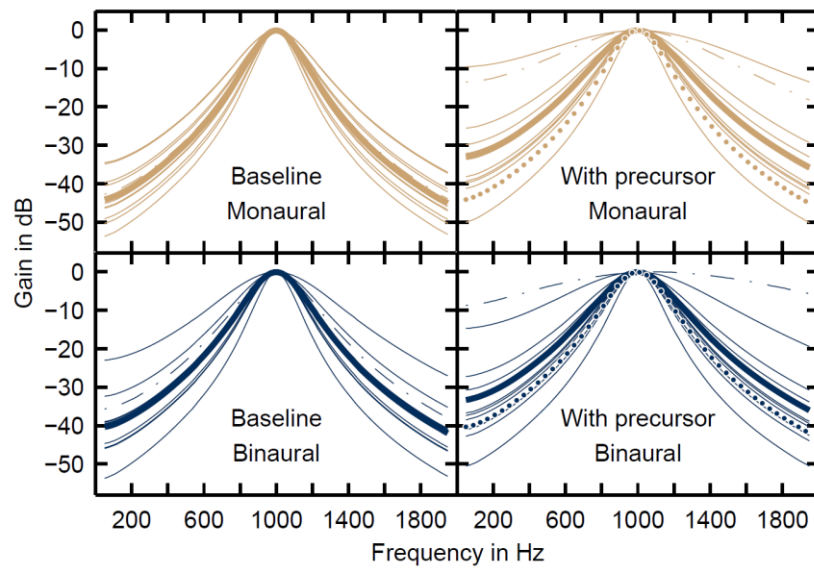 0
−10
−20
−30
−40
−50
Baseline
Monaural
With precursor
Monaural
Gain in dB
0
−10
−20
−30
−40
−50
Baseline
Binaural
With precursor
Binaural
200 600 1000 1400 1800 200 600 1000 1400 1800
Frequency in Hz